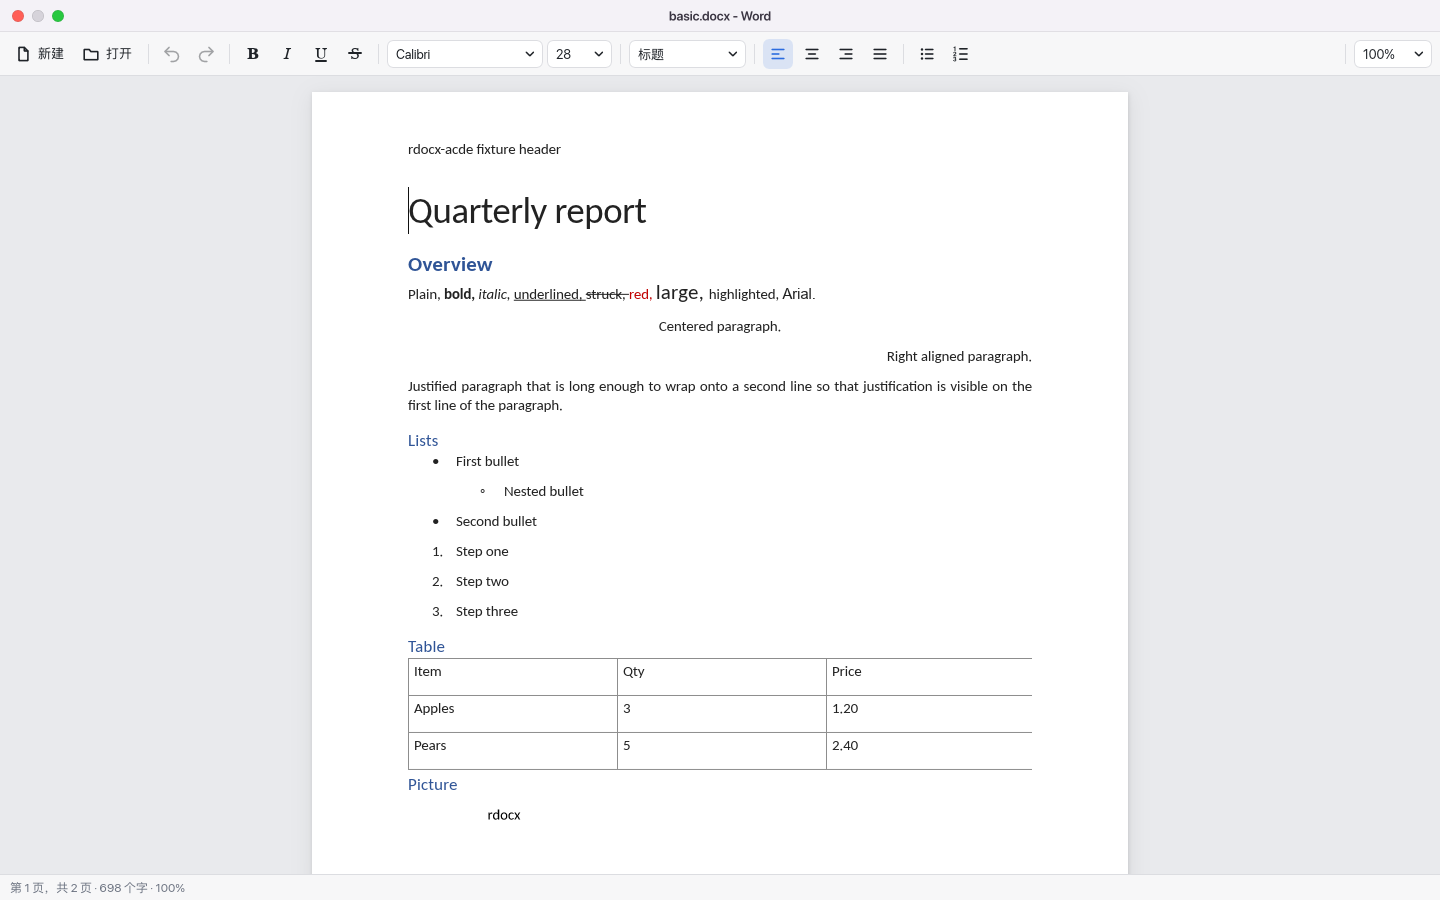 basic.docx - Word
新建 打开 B I U S Calibri 28 标题 100%
rdocx-acde fixture header
Quarterly report
Overview
Plain, bold, italic, underlined, struck, red, large, highlighted, Arial.
Centered paragraph.
Right aligned paragraph.
Justified paragraph that is long enough to wrap onto a second line so that justification is visible on the
first line of the paragraph.
Lists
• First bullet
◦ Nested bullet
• Second bullet
1. Step one
2. Step two
3. Step three
Table
Item Qty Price
Apples 3 1.20
Pears 5 2.40
Picture
rdocx
第 1 页，共 2 页 · 698 个字 · 100%